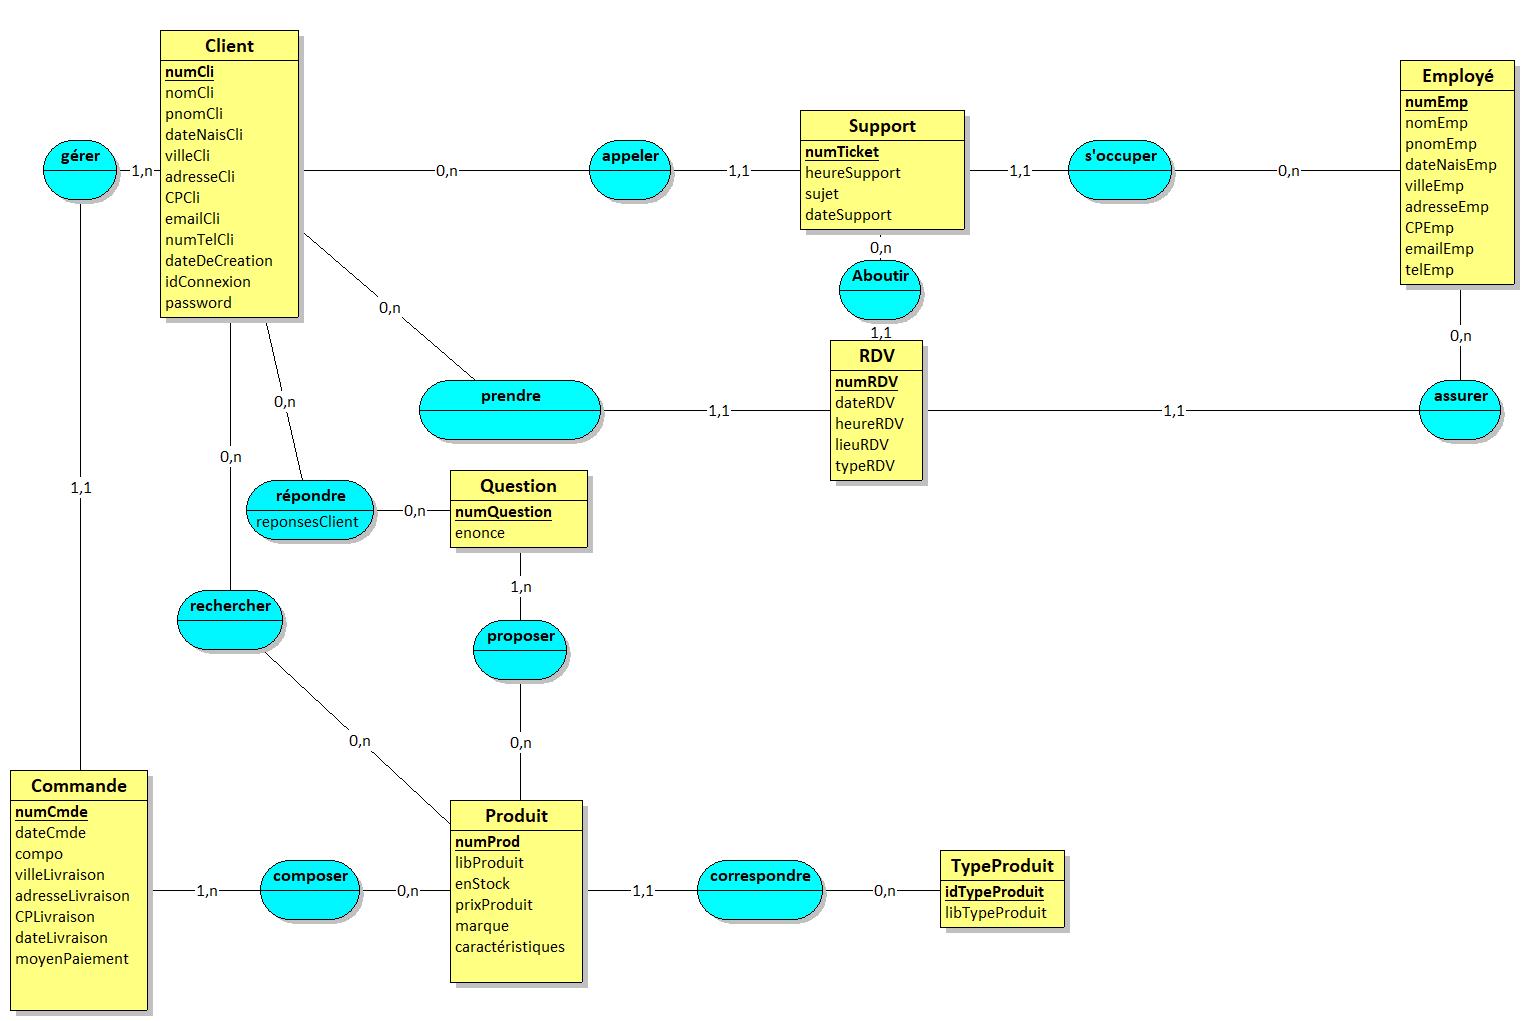 Client
numCli
nomCli
pnomCli
dateNaisCli
villeCli
adresseCli
CPCli
emailCli
numTelCli
dateDeCreation
idConnexion
password
gérer
1,n
1,1
0,n
appeler
1,1
Support
numTicket
heureSupport
sujet
dateSupport
1,1
s'occuper
0,n
Employé
numEmp
nomEmp
pnomEmp
dateNaisEmp
villeEmp
adresseEmp
CPEmp
emailEmp
telEmp
0,n
Aboutir
1,1
0,n
prendre
1,1
RDV
numRDV
dateRDV
heureRDV
lieuRDV
typeRDV
1,1
0,n
assurer
0,n
répondre
reponsesClient
0,n
Question
numQuestion
enonce
0,n
rechercher
0,n
1,n
proposer
0,n
Commande
numCmde
dateCmde
compo
villeLivraison
adresseLivraison
CPLivraison
dateLivraison
moyenPaiement
1,n
composer
0,n
Produit
numProd
libProduit
enStock
prixProduit
marque
caractéristiques
1,1
correspondre
0,n
TypeProduit
idTypeProduit
libTypeProduit